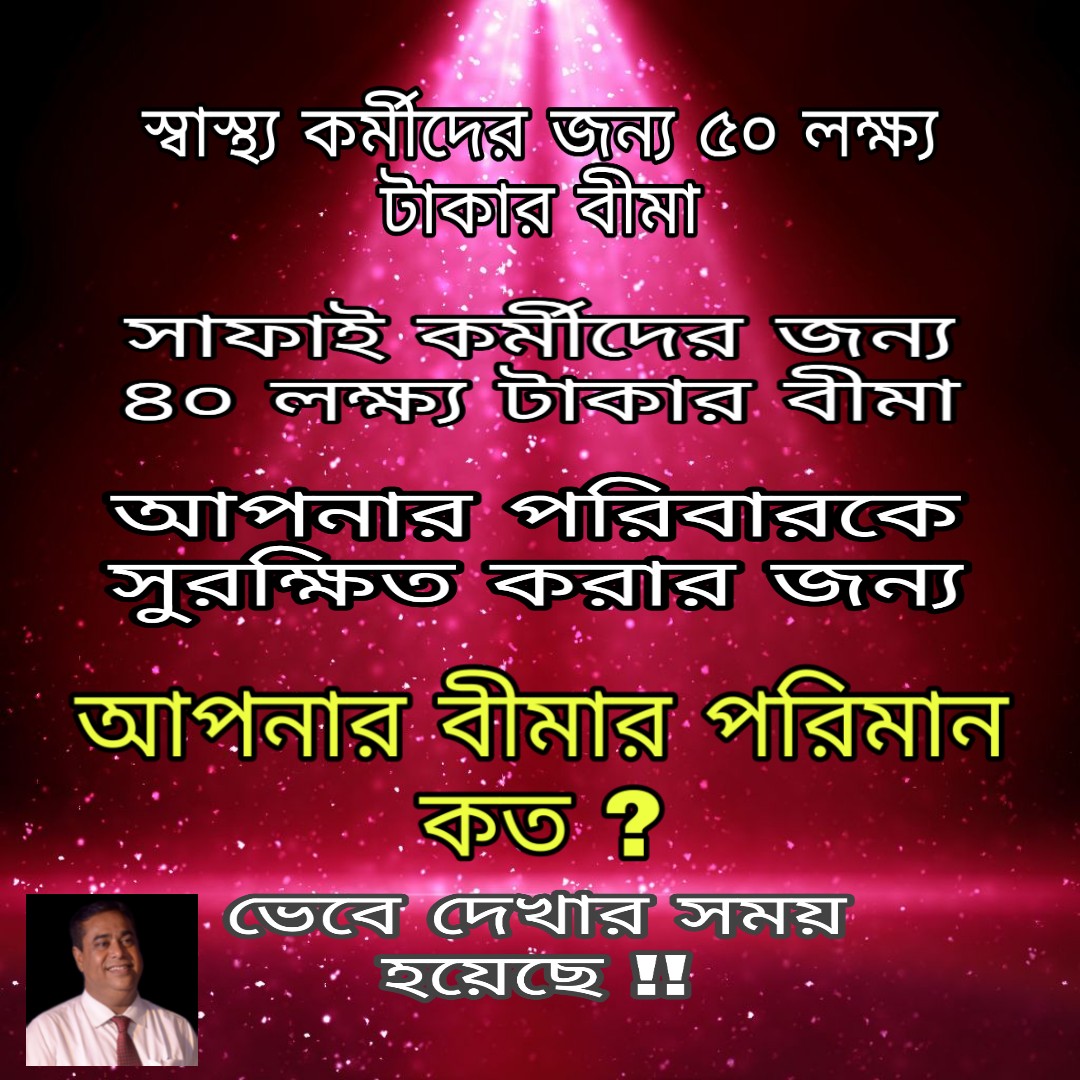 স্বাস্থ্য কর্মীদের জন্য ৫০ লক্ষ্য
টাকার বীমা
সাফাই কর্মীদের জন্য
৪০ লক্ষ্য টাকার বীমা
আপনার পরিবারকে
সুরক্ষিত করার জন্য
আপনার বীমার পরিমান
কত ?
ভেবে দেখার সময়
হয়েছে !!